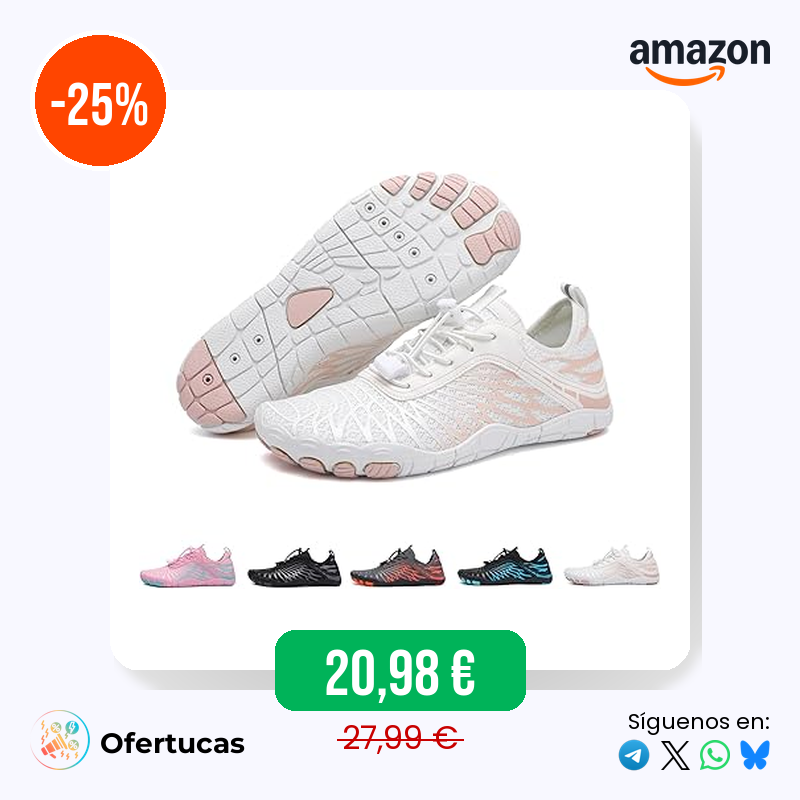 -25%
amazon
20,98 €
27,99 €
Ofertucas
Síguenos en: